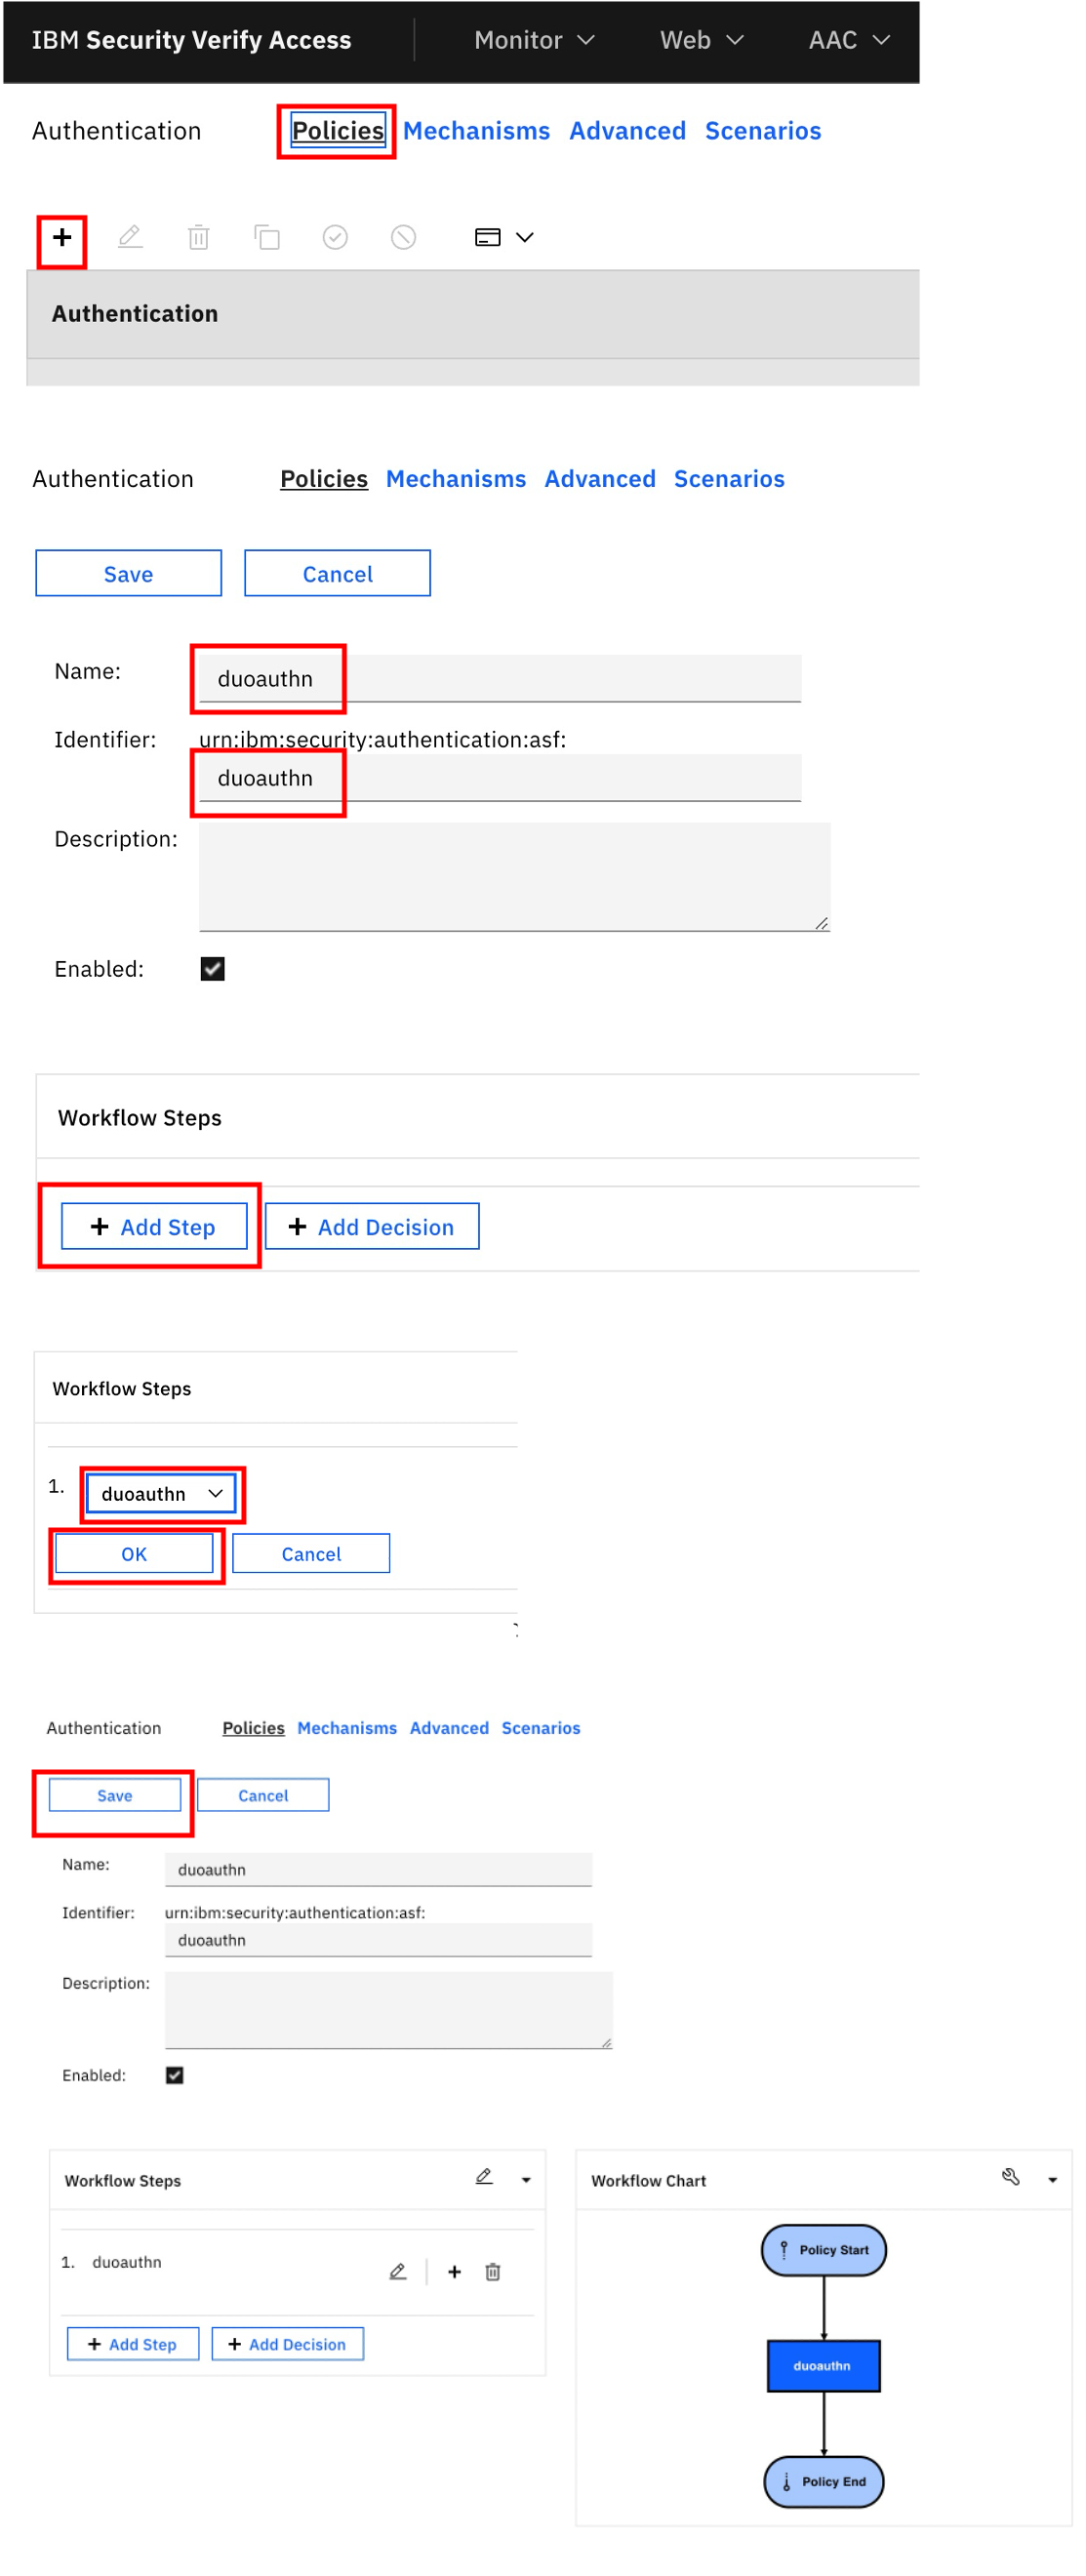 IBM Security Verify Access Monitor Web AAC
Authentication Policies Mechanisms Advanced Scenarios
Authentication
Authentication Policies Mechanisms Advanced Scenarios
Save Cancel
Name: duoauthn
Identifier: urn:ibm:security:authentication:asf:
duoauthn
Description:
Enabled:
Workflow Steps
+ Add Step + Add Decision
Workflow Steps
1. duoauthn
OK Cancel
Authentication Policies Mechanisms Advanced Scenarios
Save Cancel
Name: duoauthn
Identifier: urn:ibm:security:authentication:asf:
duoauthn
Description:
Enabled:
Workflow Steps
1. duoauthn
+ Add Step + Add Decision
Workflow Chart
Policy Start
duoauthn
Policy End